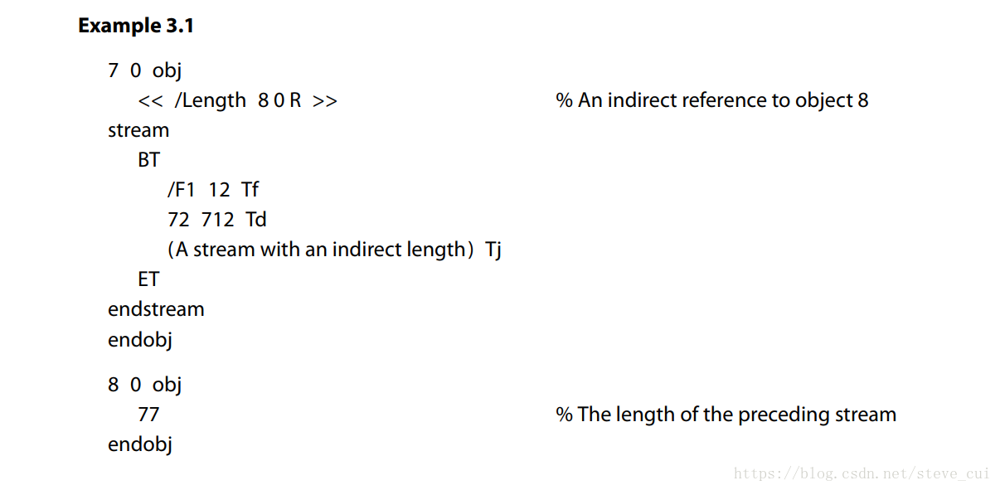 Example 3.1
7 0 obj
<< /Length 8 0 R >> % An indirect reference to object 8
stream
BT
/F1 12 Tf
72 712 Td
(A stream with an indirect length) Tj
ET
endstream
endobj
8 0 obj
77 % The length of the preceding stream
endobj
https://blog.csdn.net/steve_cui